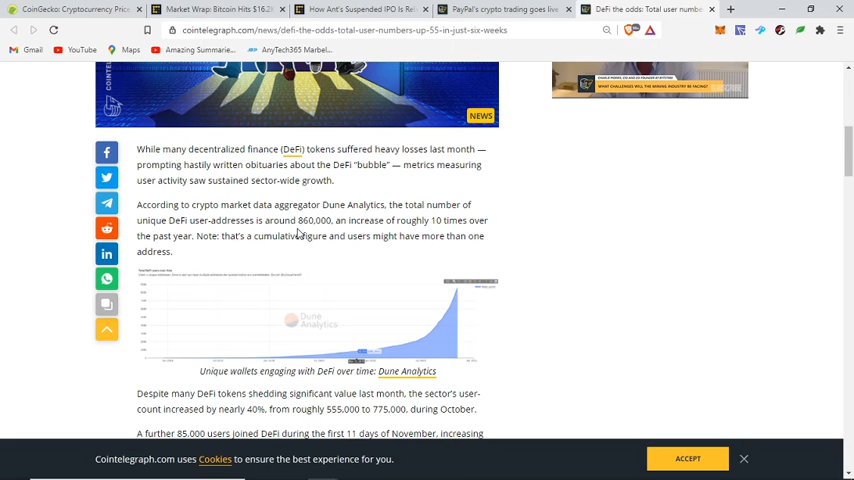 CoinGecko: Cryptocurrency Price
Market Wrap: Bitcoin Hits $16.2K
How Ant's Suspended IPO Is Rela
PayPal's crypto trading goes live
DeFi the odds: Total user number
cointelegraph.com/news/defi-the-odds-total-user-numbers-up-55-in-just-six-weeks
Gmail
YouTube
Maps
Amazing Summarie...
AnyTech365 Marbel...
COINTELE
NEWS
WHAT CHALLENGES WILL THE MINING INDUSTRY BE FACING?
While many decentralized finance (DeFi) tokens suffered heavy losses last month —
prompting hastily written obituaries about the DeFi “bubble” — metrics measuring
user activity saw sustained sector-wide growth.
According to crypto market data aggregator Dune Analytics, the total number of
unique DeFi user-addresses is around 860,000, an increase of roughly 10 times over
the past year. Note: that’s a cumulative figure and users might have more than one
address.
Dune
Analytics
Unique wallets engaging with DeFi over time: Dune Analytics
Despite many DeFi tokens shedding significant value last month, the sector’s user-
count increased by nearly 40%, from roughly 555,000 to 775,000, during October.
A further 85,000 users joined DeFi during the first 11 days of November, increasing
Cointelegraph.com uses Cookies to ensure the best experience for you.
ACCEPT